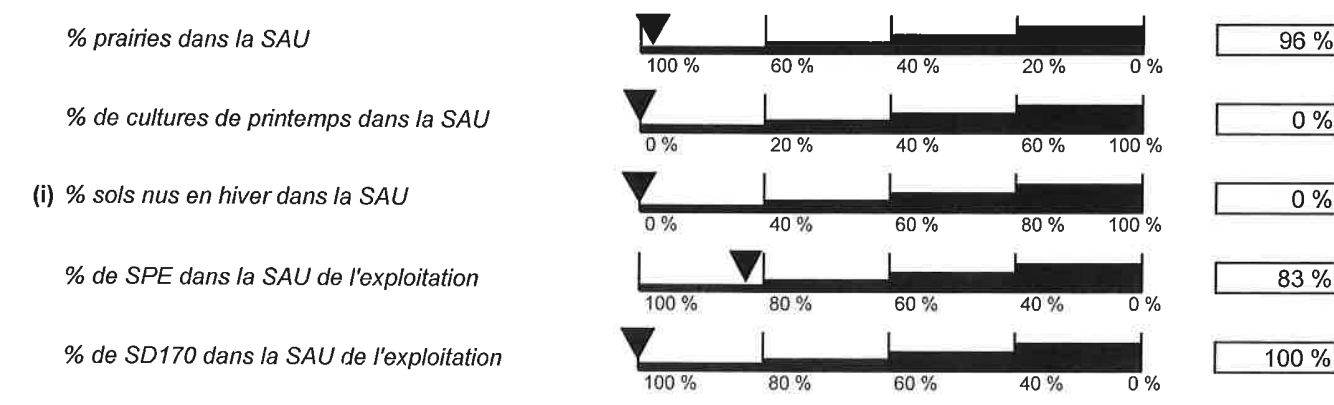 % prairies dans la SAU
100 % 60 % 40 % 20 % 0 %
96 %
% de cultures de printemps dans la SAU
0 % 20 % 40 % 60 % 100 %
0 %
(i) % sols nus en hiver dans la SAU
0 % 40 % 60 % 80 % 100 %
0 %
% de SPE dans la SAU de l'exploitation
100 % 80 % 60 % 40 % 0 %
83 %
% de SD170 dans la SAU de l'exploitation
100 % 80 % 60 % 40 % 0 %
100 %